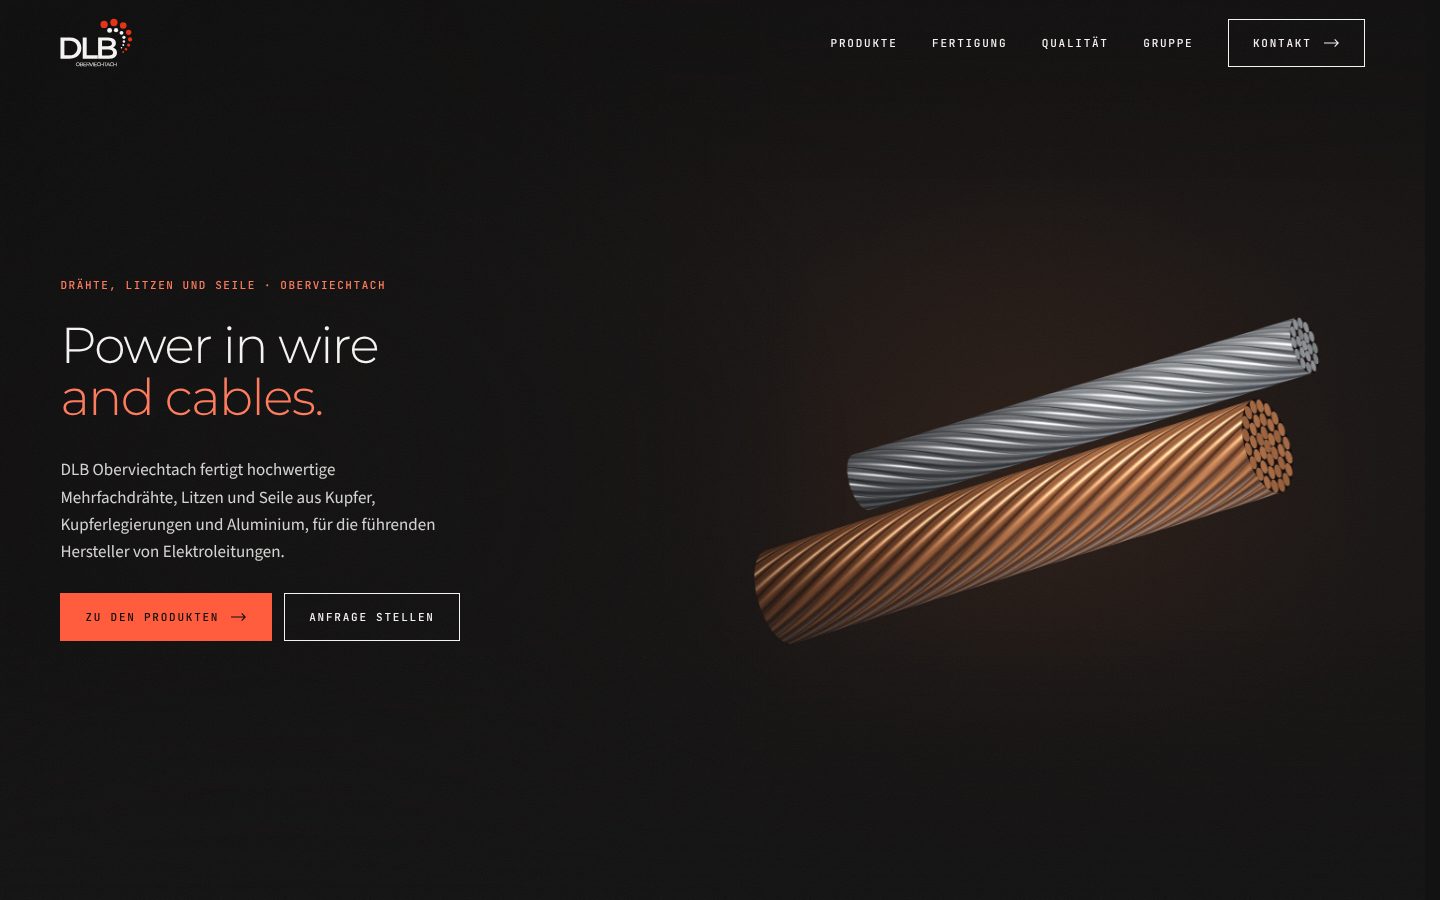 DLB
OBERVIECHTACH
PRODUKTE
FERTIGUNG
QUALITÄT
GRUPPE
KONTAKT →
DRÄHTE, LITZEN UND SEILE · OBERVIECHTACH
Power in wire
and cables.
DLB Oberviechtach fertigt hochwertige
Mehrfachdrähte, Litzen und Seile aus Kupfer,
Kupferlegierungen und Aluminium, für die führenden
Hersteller von Elektroleitungen.
ZU DEN PRODUKTEN →
ANFRAGE STELLEN